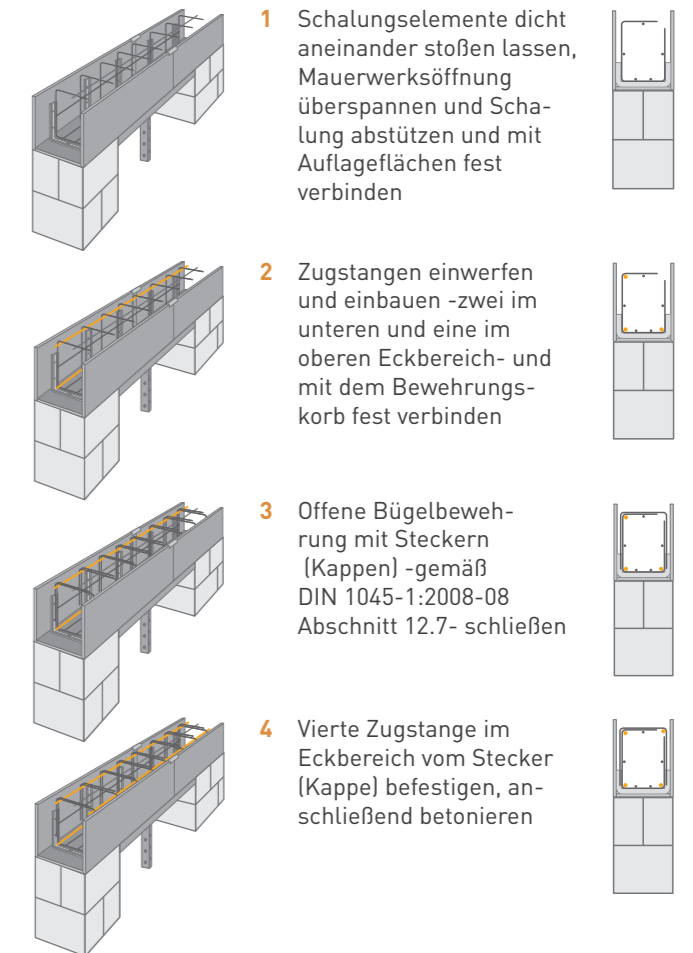 1 Schalungselemente dicht
aneinander stoßen lassen,
Mauerwerksöffnung
überspannen und Scha-
lung abstützen und mit
Auflageflächen fest
verbinden
2 Zugstangen einwerfen
und einbauen -zwei im
unteren und eine im
oberen Eckbereich- und
mit dem Bewehrungs-
korb fest verbinden
3 Offene Bügelbeweh-
rung mit Steckern
(Kappen) -gemäß
DIN 1045-1:2008-08
Abschnitt 12.7- schließen
4 Vierte Zugstange im
Eckbereich vom Stecker
(Kappe) befestigen, an-
schließend betonieren